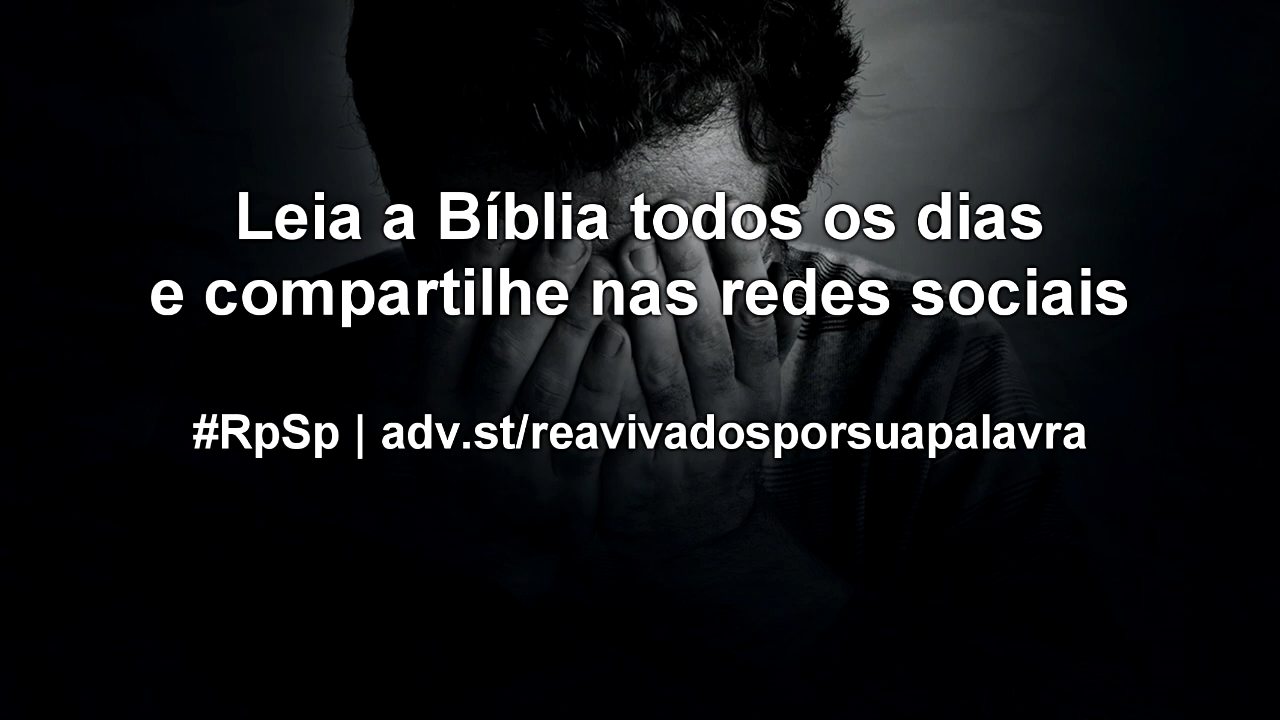 Leia a Bíblia todos os dias
e compartilhe nas redes sociais
#RpSp | adv.st/reavivadosporsuapalavra